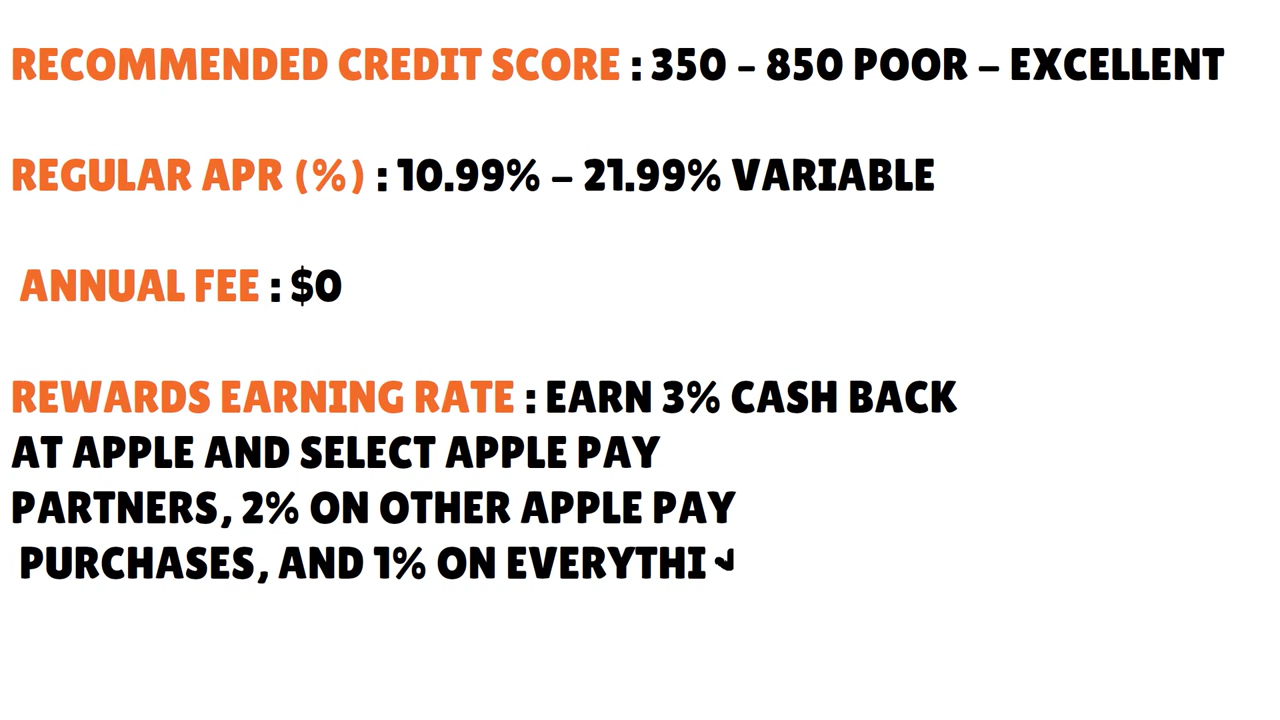 RECOMMENDED CREDIT SCORE : 350 – 850 POOR – EXCELLENT
REGULAR APR (%) : 10.99% – 21.99% VARIABLE
ANNUAL FEE : $0
REWARDS EARNING RATE : EARN 3% CASH BACK
AT APPLE AND SELECT APPLE PAY
PARTNERS, 2% ON OTHER APPLE PAY
PURCHASES, AND 1% ON EVERYTHI